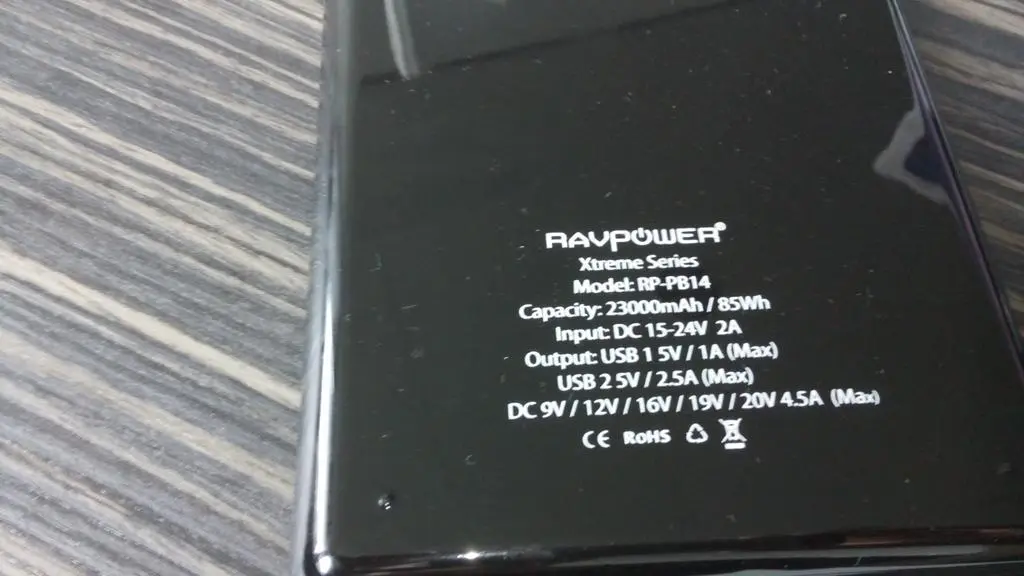 RAVPOWER®
Xtreme Series
Model: RP-PB14
Capacity: 23000mAh / 85Wh
Input: DC 15-24V 2A
Output: USB 1 5V / 1A (Max)
USB 2 5V / 2.5A (Max)
DC 9V / 12V / 16V / 19V / 20V 4.5A (Max)
CE RoHS